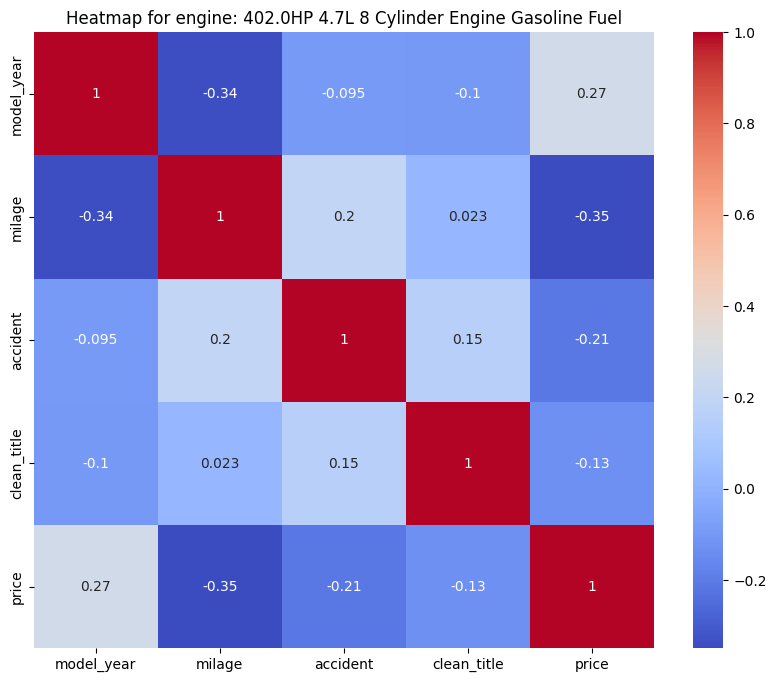 Heatmap for engine: 402.0HP 4.7L 8 Cylinder Engine Gasoline Fuel
model_year 1 -0.34 -0.095 -0.1 0.27
milage -0.34 1 0.2 0.023 -0.35
accident -0.095 0.2 1 0.15 -0.21
clean_title -0.1 0.023 0.15 1 -0.13
price 0.27 -0.35 -0.21 -0.13 1
model_year milage accident clean_title price
1.0
0.8
0.6
0.4
0.2
0.0
−0.2